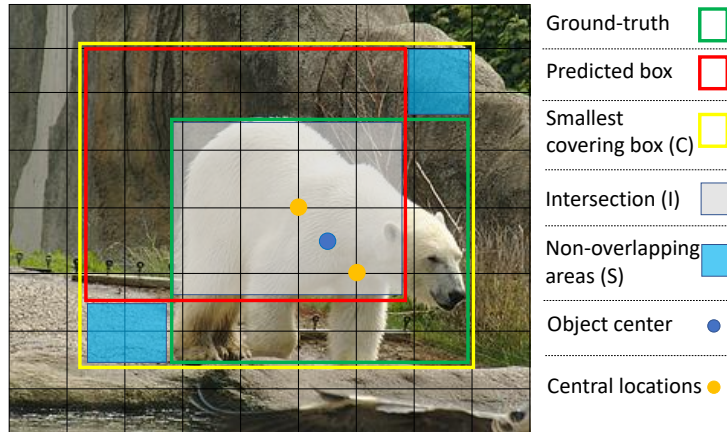 Ground-truth
Predicted box
Smallest
covering box (C)
Intersection (I)
Non-overlapping
areas (S)
Object center
Central locations